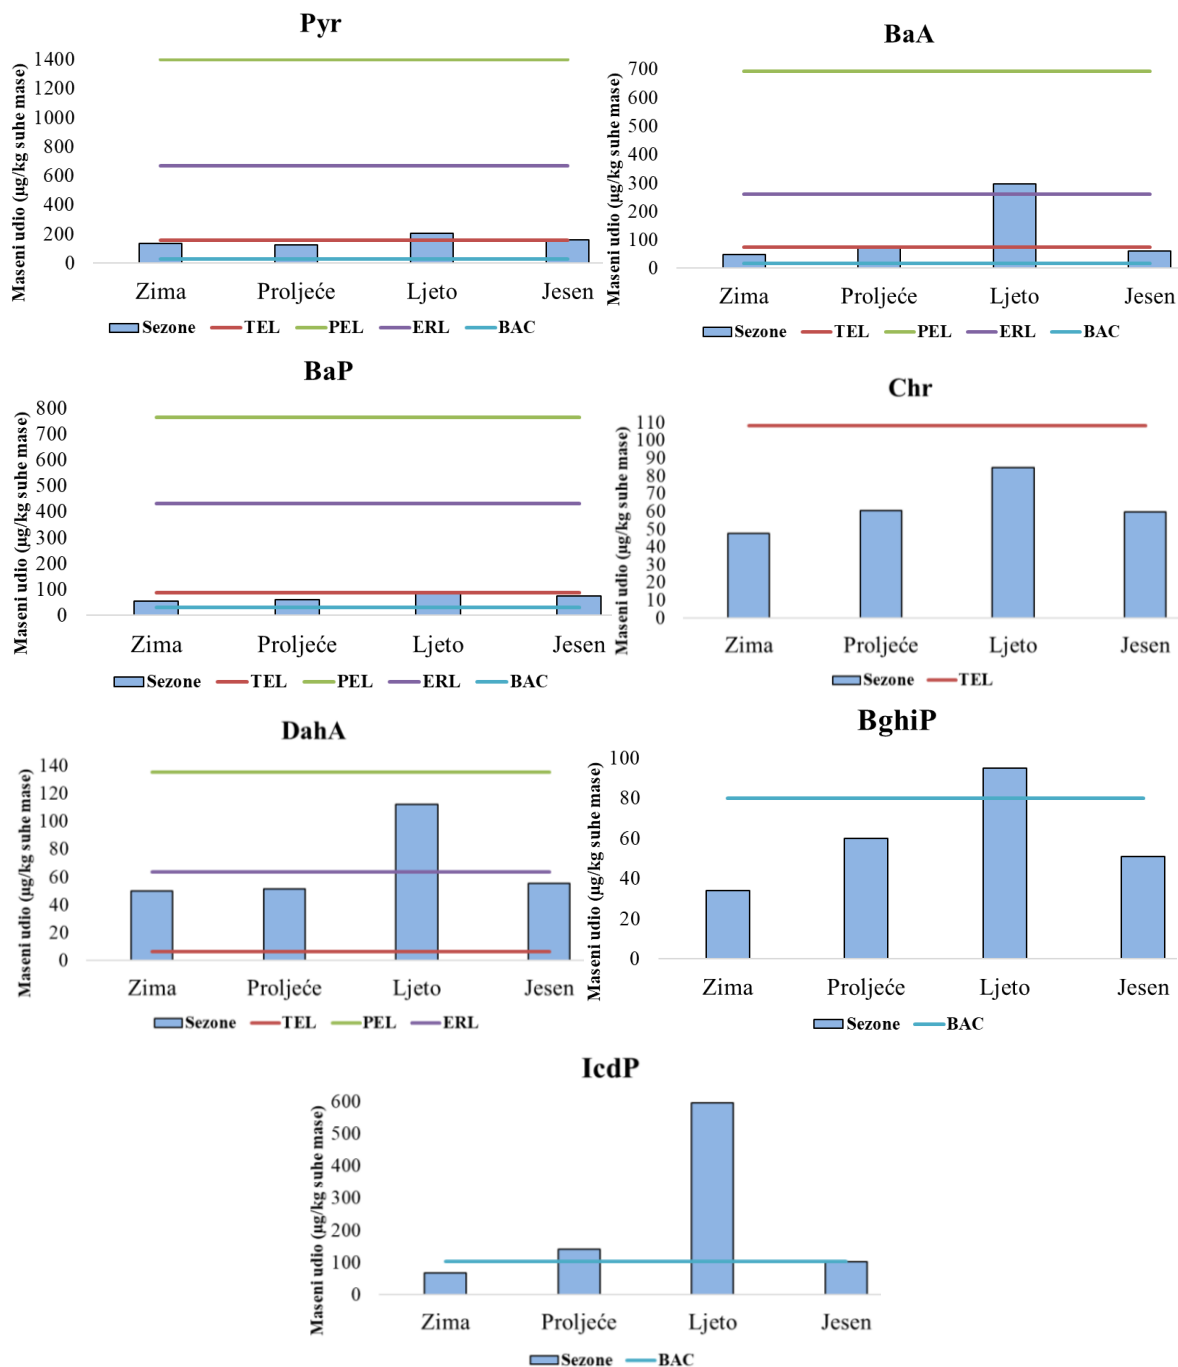 Pyr
Maseni udio (µg/kg suhe mase)
1400
1200
1000
800
600
400
200
0
Zima Proljeće Ljeto Jesen
Sezone TEL PEL ERL BAC
BaA
Maseni udio (µg/kg suhe mase)
700
600
500
400
300
200
100
0
Zima Proljeće Ljeto Jesen
Sezone TEL PEL ERL BAC
BaP
Maseni udio (µg/kg suhe mase)
800
700
600
500
400
300
200
100
0
Zima Proljeće Ljeto Jesen
Sezone TEL PEL ERL BAC
Chr
Maseni udio (µg/kg suhe mase)
110
100
90
80
70
60
50
40
30
20
10
0
Zima Proljeće Ljeto Jesen
Sezone TEL
DahA
Maseni udio (µg/kg suhe mase)
140
120
100
80
60
40
20
0
Zima Proljeće Ljeto Jesen
Sezone TEL PEL ERL
BghiP
Maseni udio (µg/kg suhe mase)
100
80
60
40
20
0
Zima Proljeće Ljeto Jesen
Sezone BAC
IcdP
Maseni udio (µg/kg suhe mase)
600
500
400
300
200
100
0
Zima Proljeće Ljeto Jesen
Sezone BAC